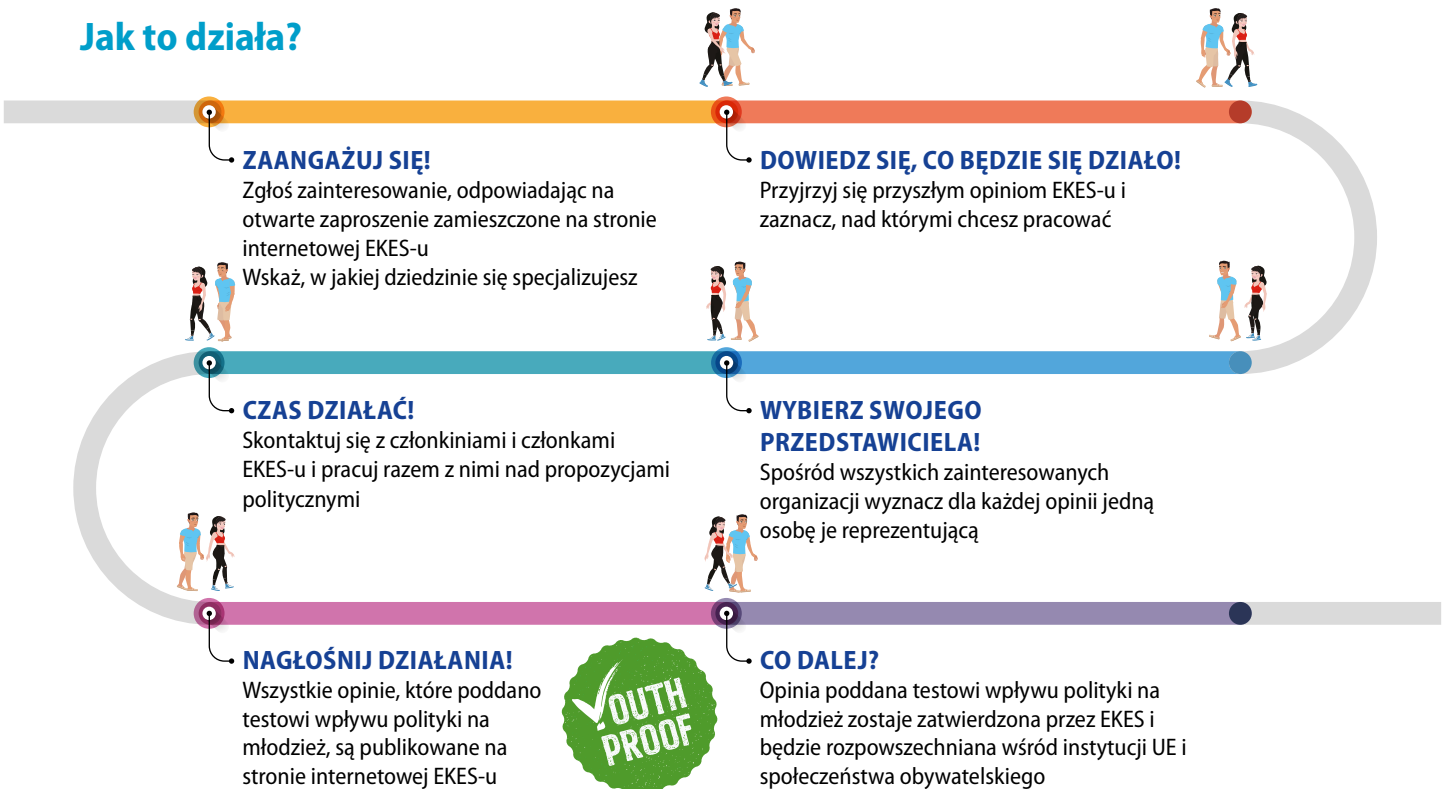 Jak to działa?
ZAANGAŻUJ SIĘ!
Zgłoś zainteresowanie, odpowiadając na
otwarte zaproszenie zamieszczone na stronie
internetowej EKES-u
Wskaż, w jakiej dziedzinie się specjalizujesz
DOWIEDZ SIĘ, CO BĘDZIE SIĘ DZIAŁO!
Przyjrzyj się przyszłym opiniom EKES-u i
zaznacz, nad którymi chcesz pracować
WYBIERZ SWOJEGO
PRZEDSTAWICIELA!
Spośród wszystkich zainteresowanych
organizacji wyznacz dla każdej opinii jedną
osobę je reprezentującą
CZAS DZIAŁAĆ!
Skontaktuj się z członkiniami i członkami
EKES-u i pracuj razem z nimi nad propozycjami
politycznymi
NAGŁOŚNIJ DZIAŁANIA!
Wszystkie opinie, które poddano
testowi wpływu polityki na
młodzież, są publikowane na
stronie internetowej EKES-u
YOUTH
PROOF
CO DALEJ?
Opinia poddana testowi wpływu polityki na
młodzież zostaje zatwierdzona przez EKES i
będzie rozpowszechniana wśród instytucji UE i
społeczeństwa obywatelskiego